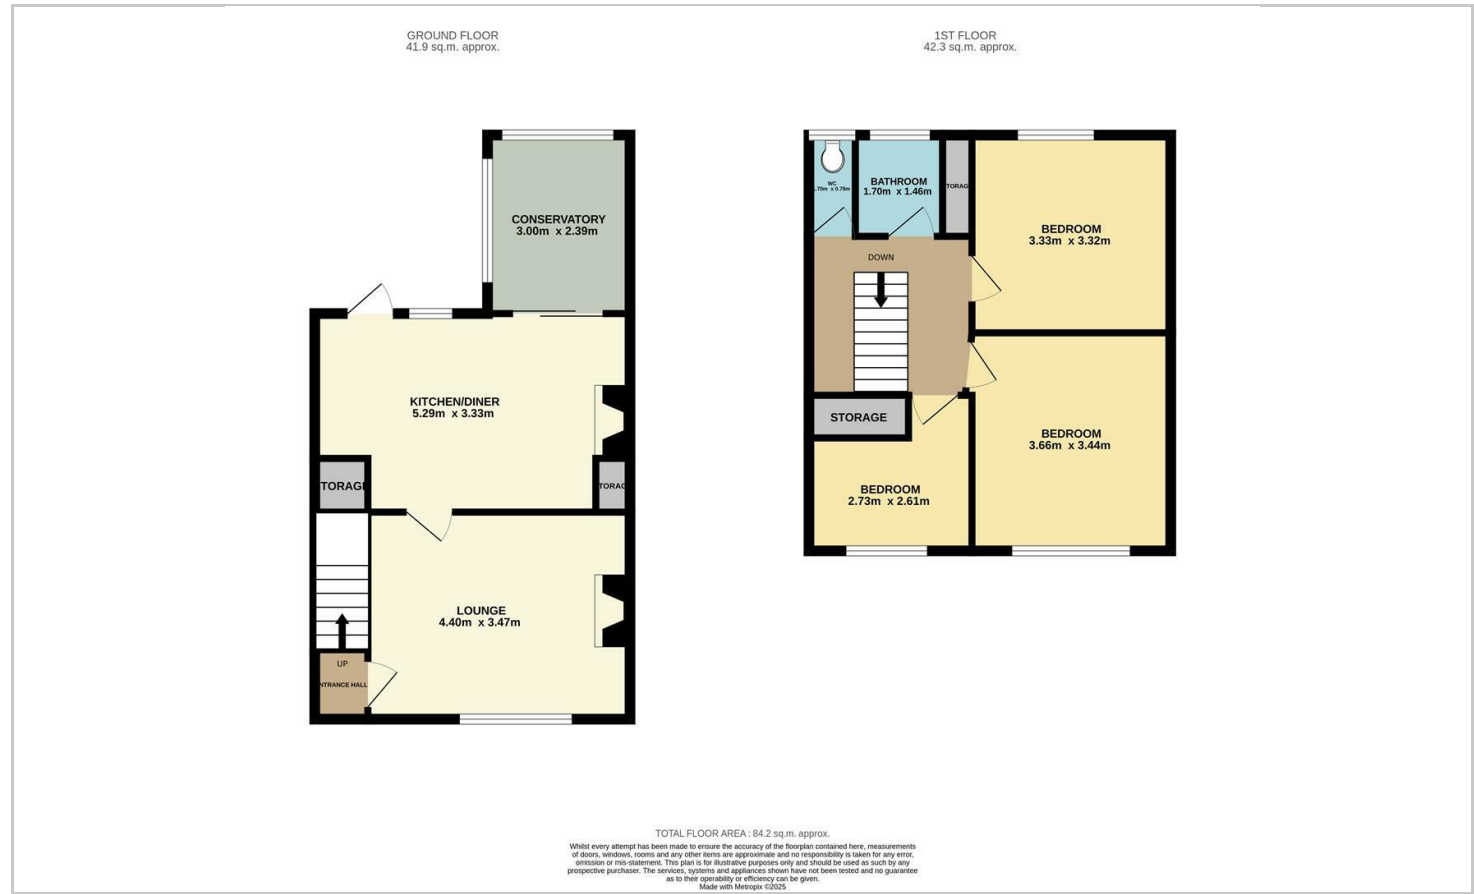 GROUND FLOOR
41.9 sq.m. approx.
CONSERVATORY
3.00m x 2.39m
KITCHEN/DINER
5.29m x 3.33m
TORAG
TORAG
LOUNGE
4.40m x 3.47m
UP
NTRANCE HALL
1ST FLOOR
42.3 sq.m. approx.
WC
.70m x 0.78m
BATHROOM
1.70m x 1.46m
TORAG
BEDROOM
3.33m x 3.32m
DOWN
STORAGE
BEDROOM
3.66m x 3.44m
BEDROOM
2.73m x 2.61m
TOTAL FLOOR AREA : 84.2 sq.m. approx.
Whilst every attempt has been made to ensure the accuracy of the floorplan contained here, measurements
of doors, windows, rooms and any other items are approximate and no responsibility is taken for any error,
omission or mis-statement. This plan is for illustrative purposes only and should be used as such by any
prospective purchaser. The services, systems and appliances shown have not been tested and no guarantee
as to their operability or efficiency can be given.
Made with Metropix ©2025